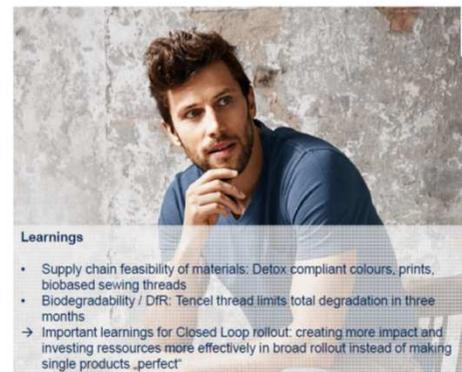 Learnings
• Supply chain feasibility of materials: Detox compliant colours, prints,
biobased sewing threads
• Biodegradability / DfR: Tencel thread limits total degradation in three
months
→ Important learnings for Closed Loop rollout: creating more impact and
investing ressources more effectively in broad rollout instead of making
single products „perfect“